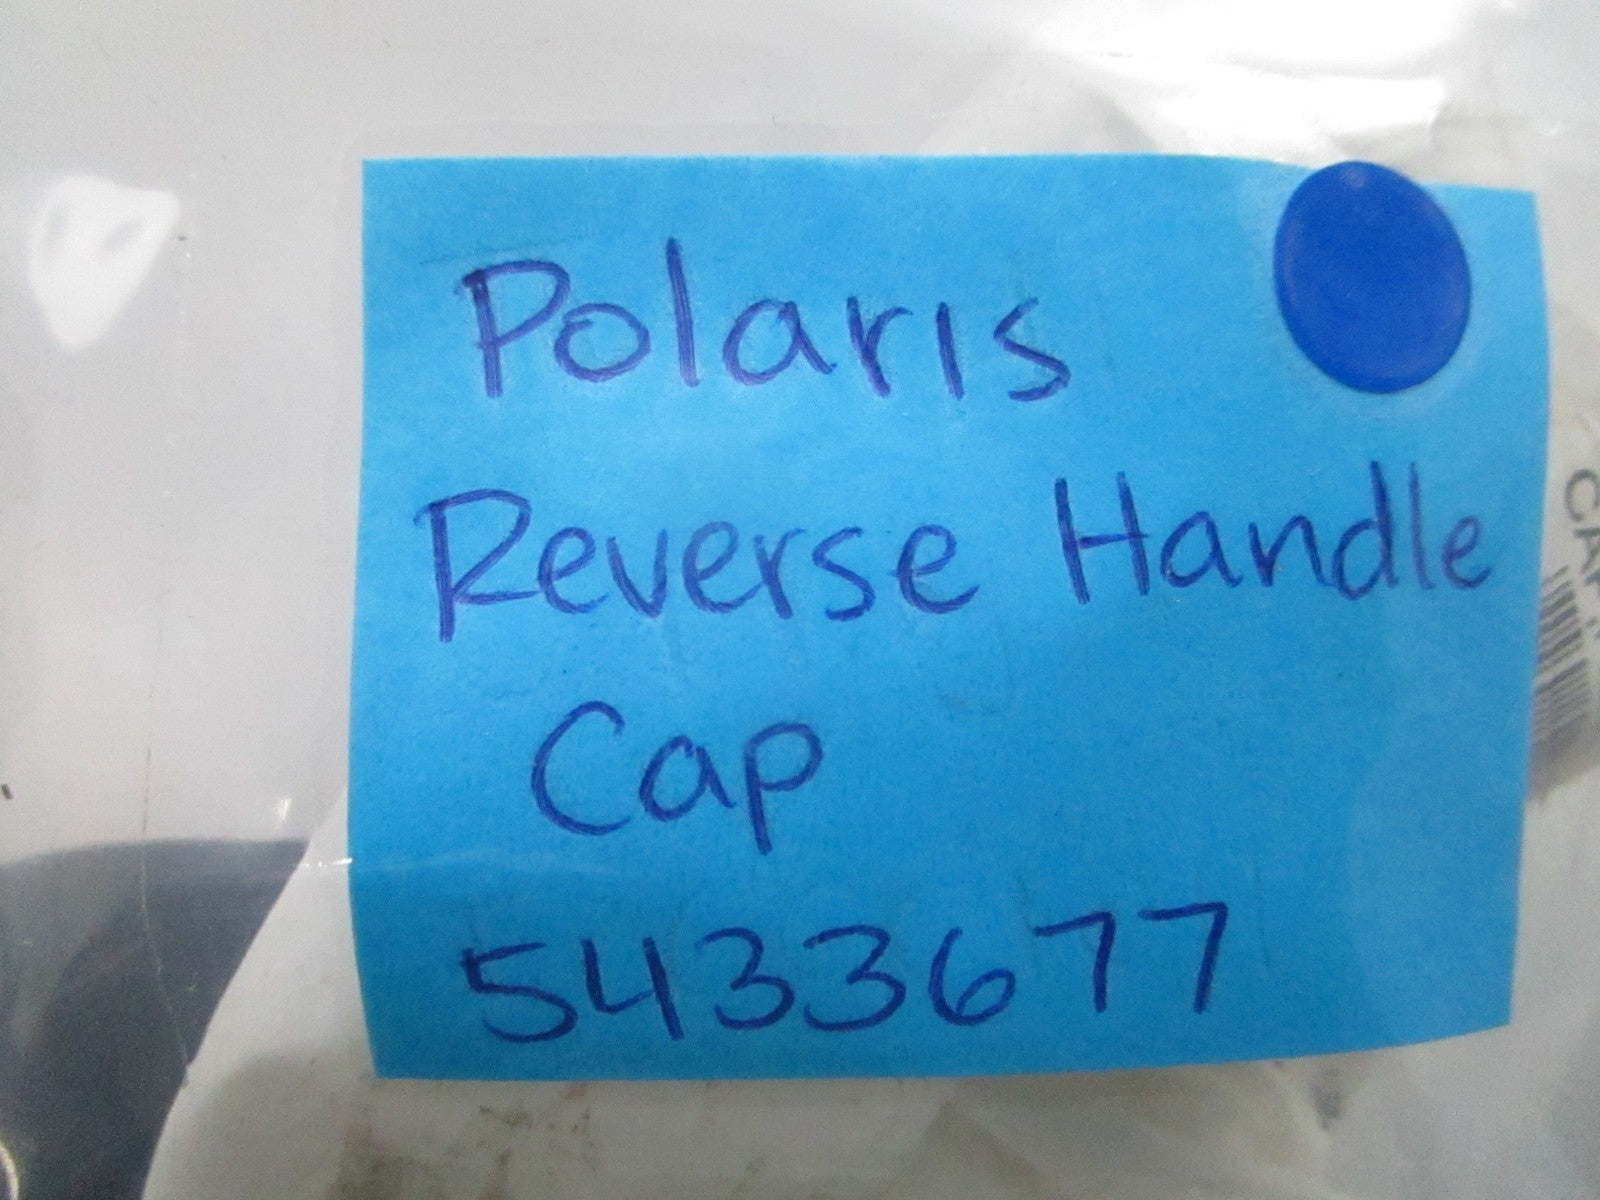 Polaris
Reverse Handle
Cap
5433677